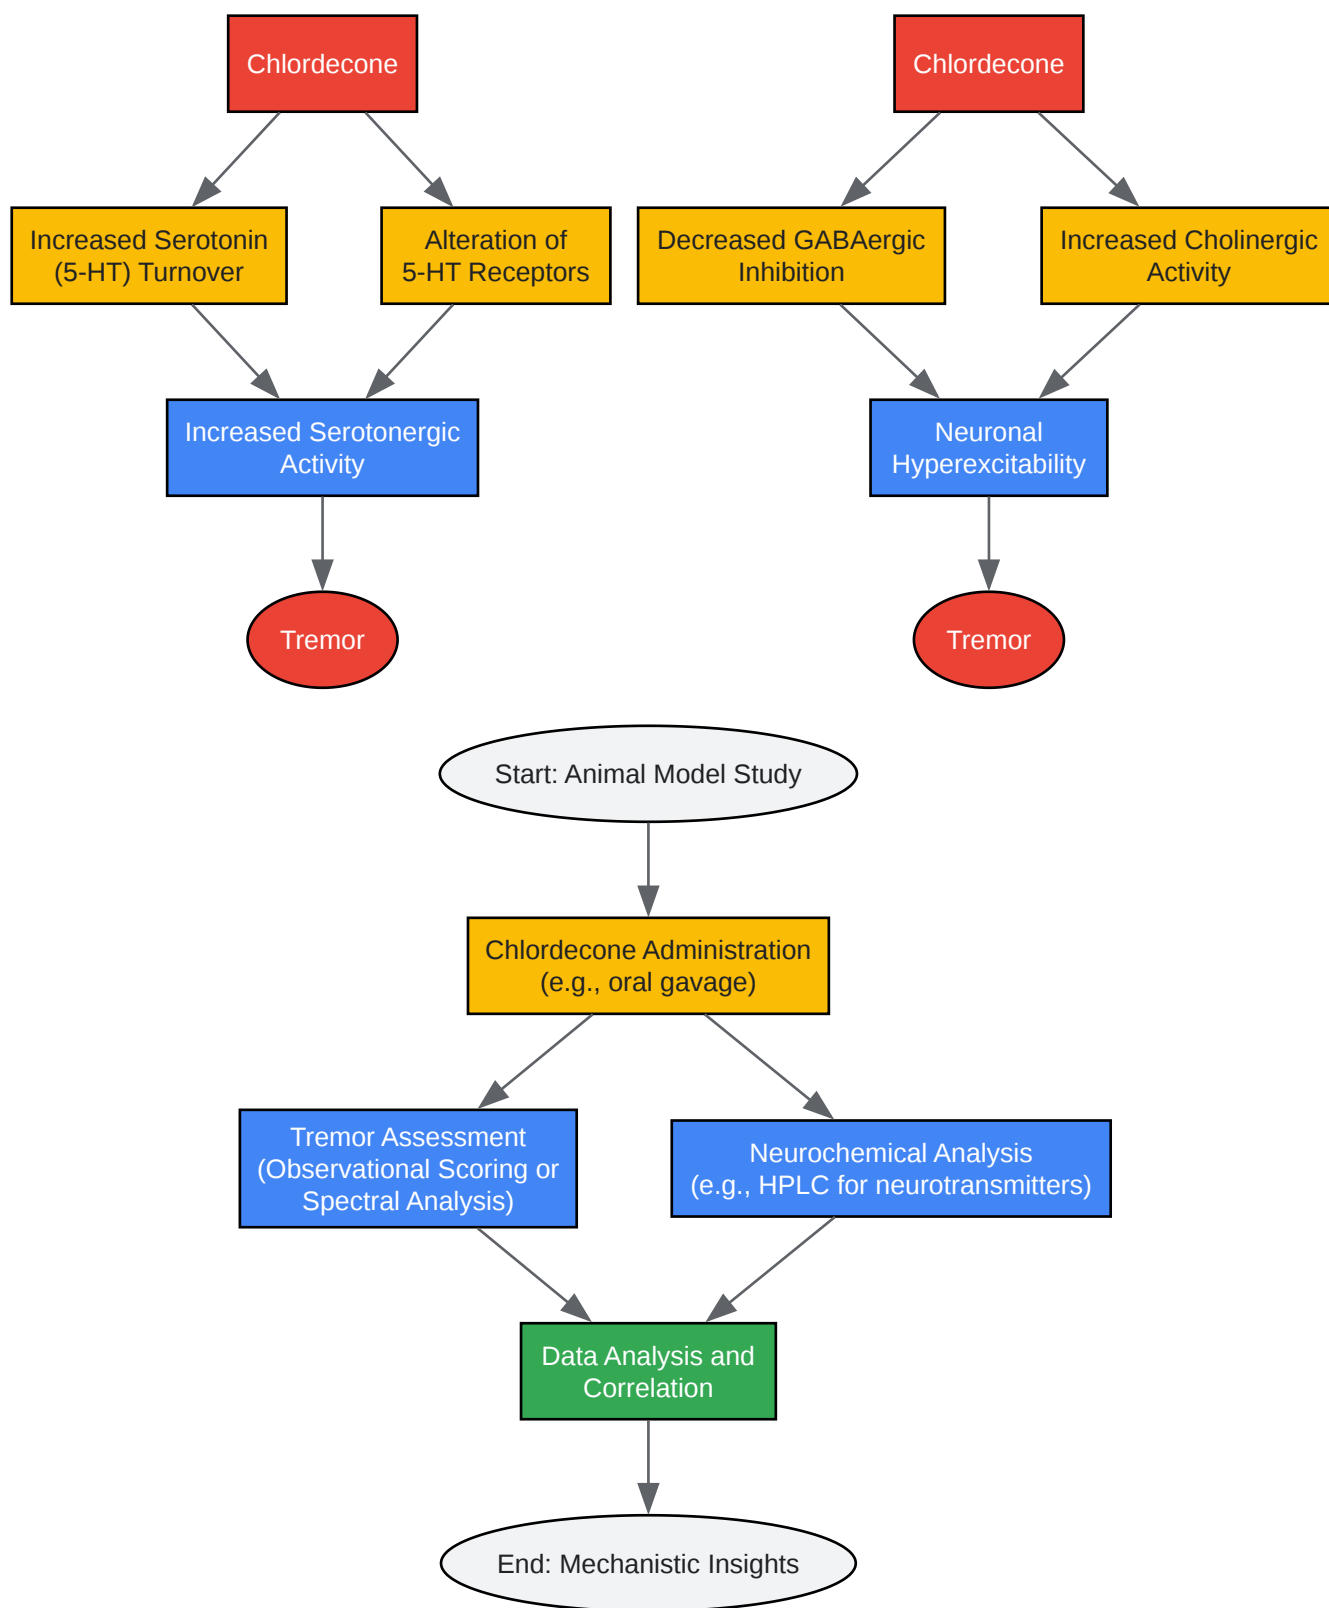 Chlordecone
Increased Serotonin
(5-HT) Turnover
Alteration of
5-HT Receptors
Increased Serotonergic
Activity
Tremor
Chlordecone
Decreased GABAergic
Inhibition
Increased Cholinergic
Activity
Neuronal
Hyperexcitability
Tremor
Start: Animal Model Study
Chlordecone Administration
(e.g., oral gavage)
Tremor Assessment
(Observational Scoring or
Spectral Analysis)
Neurochemical Analysis
(e.g., HPLC for neurotransmitters)
Data Analysis and
Correlation
End: Mechanistic Insights